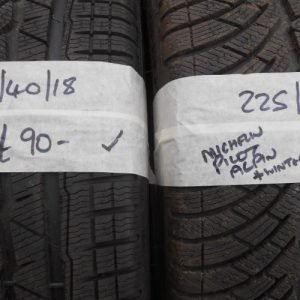 /40/18
£ 90-
225/
MICHELIN
PILOT
ALPIN
* WINTER